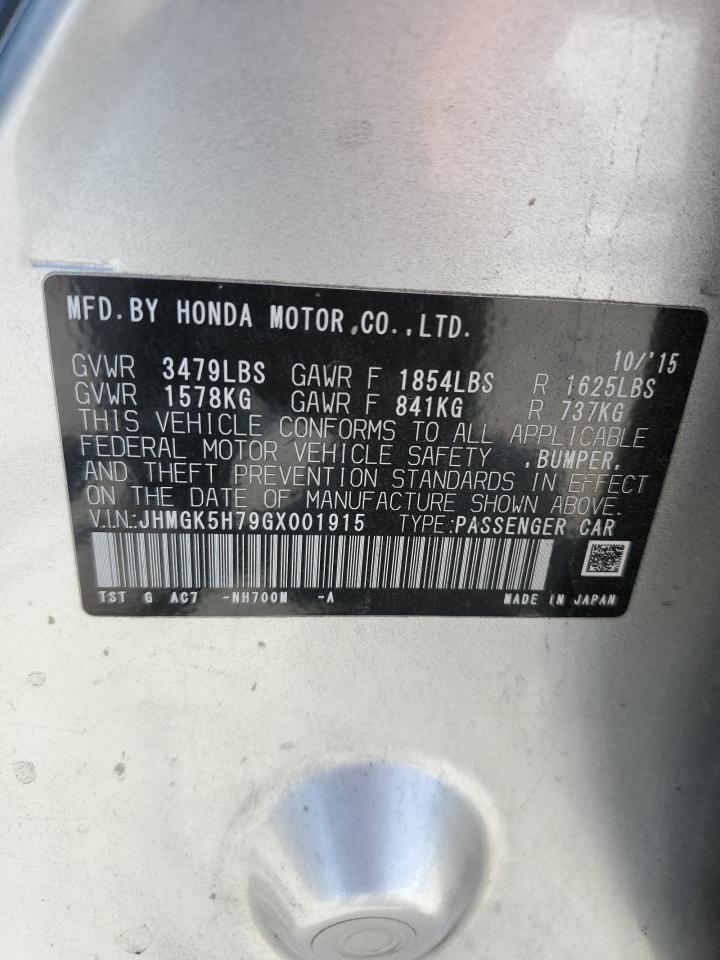 MFD.BY HONDA MOTOR CO.,LTD.
10/'15
GVWR 3479LBS GAWR F 1854LBS R 1625LBS
GVWR 1578KG GAWR F 841KG R 737KG
THIS VEHICLE CONFORMS TO ALL APPLICABLE
FEDERAL MOTOR VEHICLE SAFETY ,BUMPER,
AND THEFT PREVENTION STANDARDS IN EFFECT
ON THE DATE OF MANUFACTURE SHOWN ABOVE.
V.I.N:JHMGK5H79GX001915 TYPE:PASSENGER CAR
TST G AC7 -NH700M -A MADE IN JAPAN